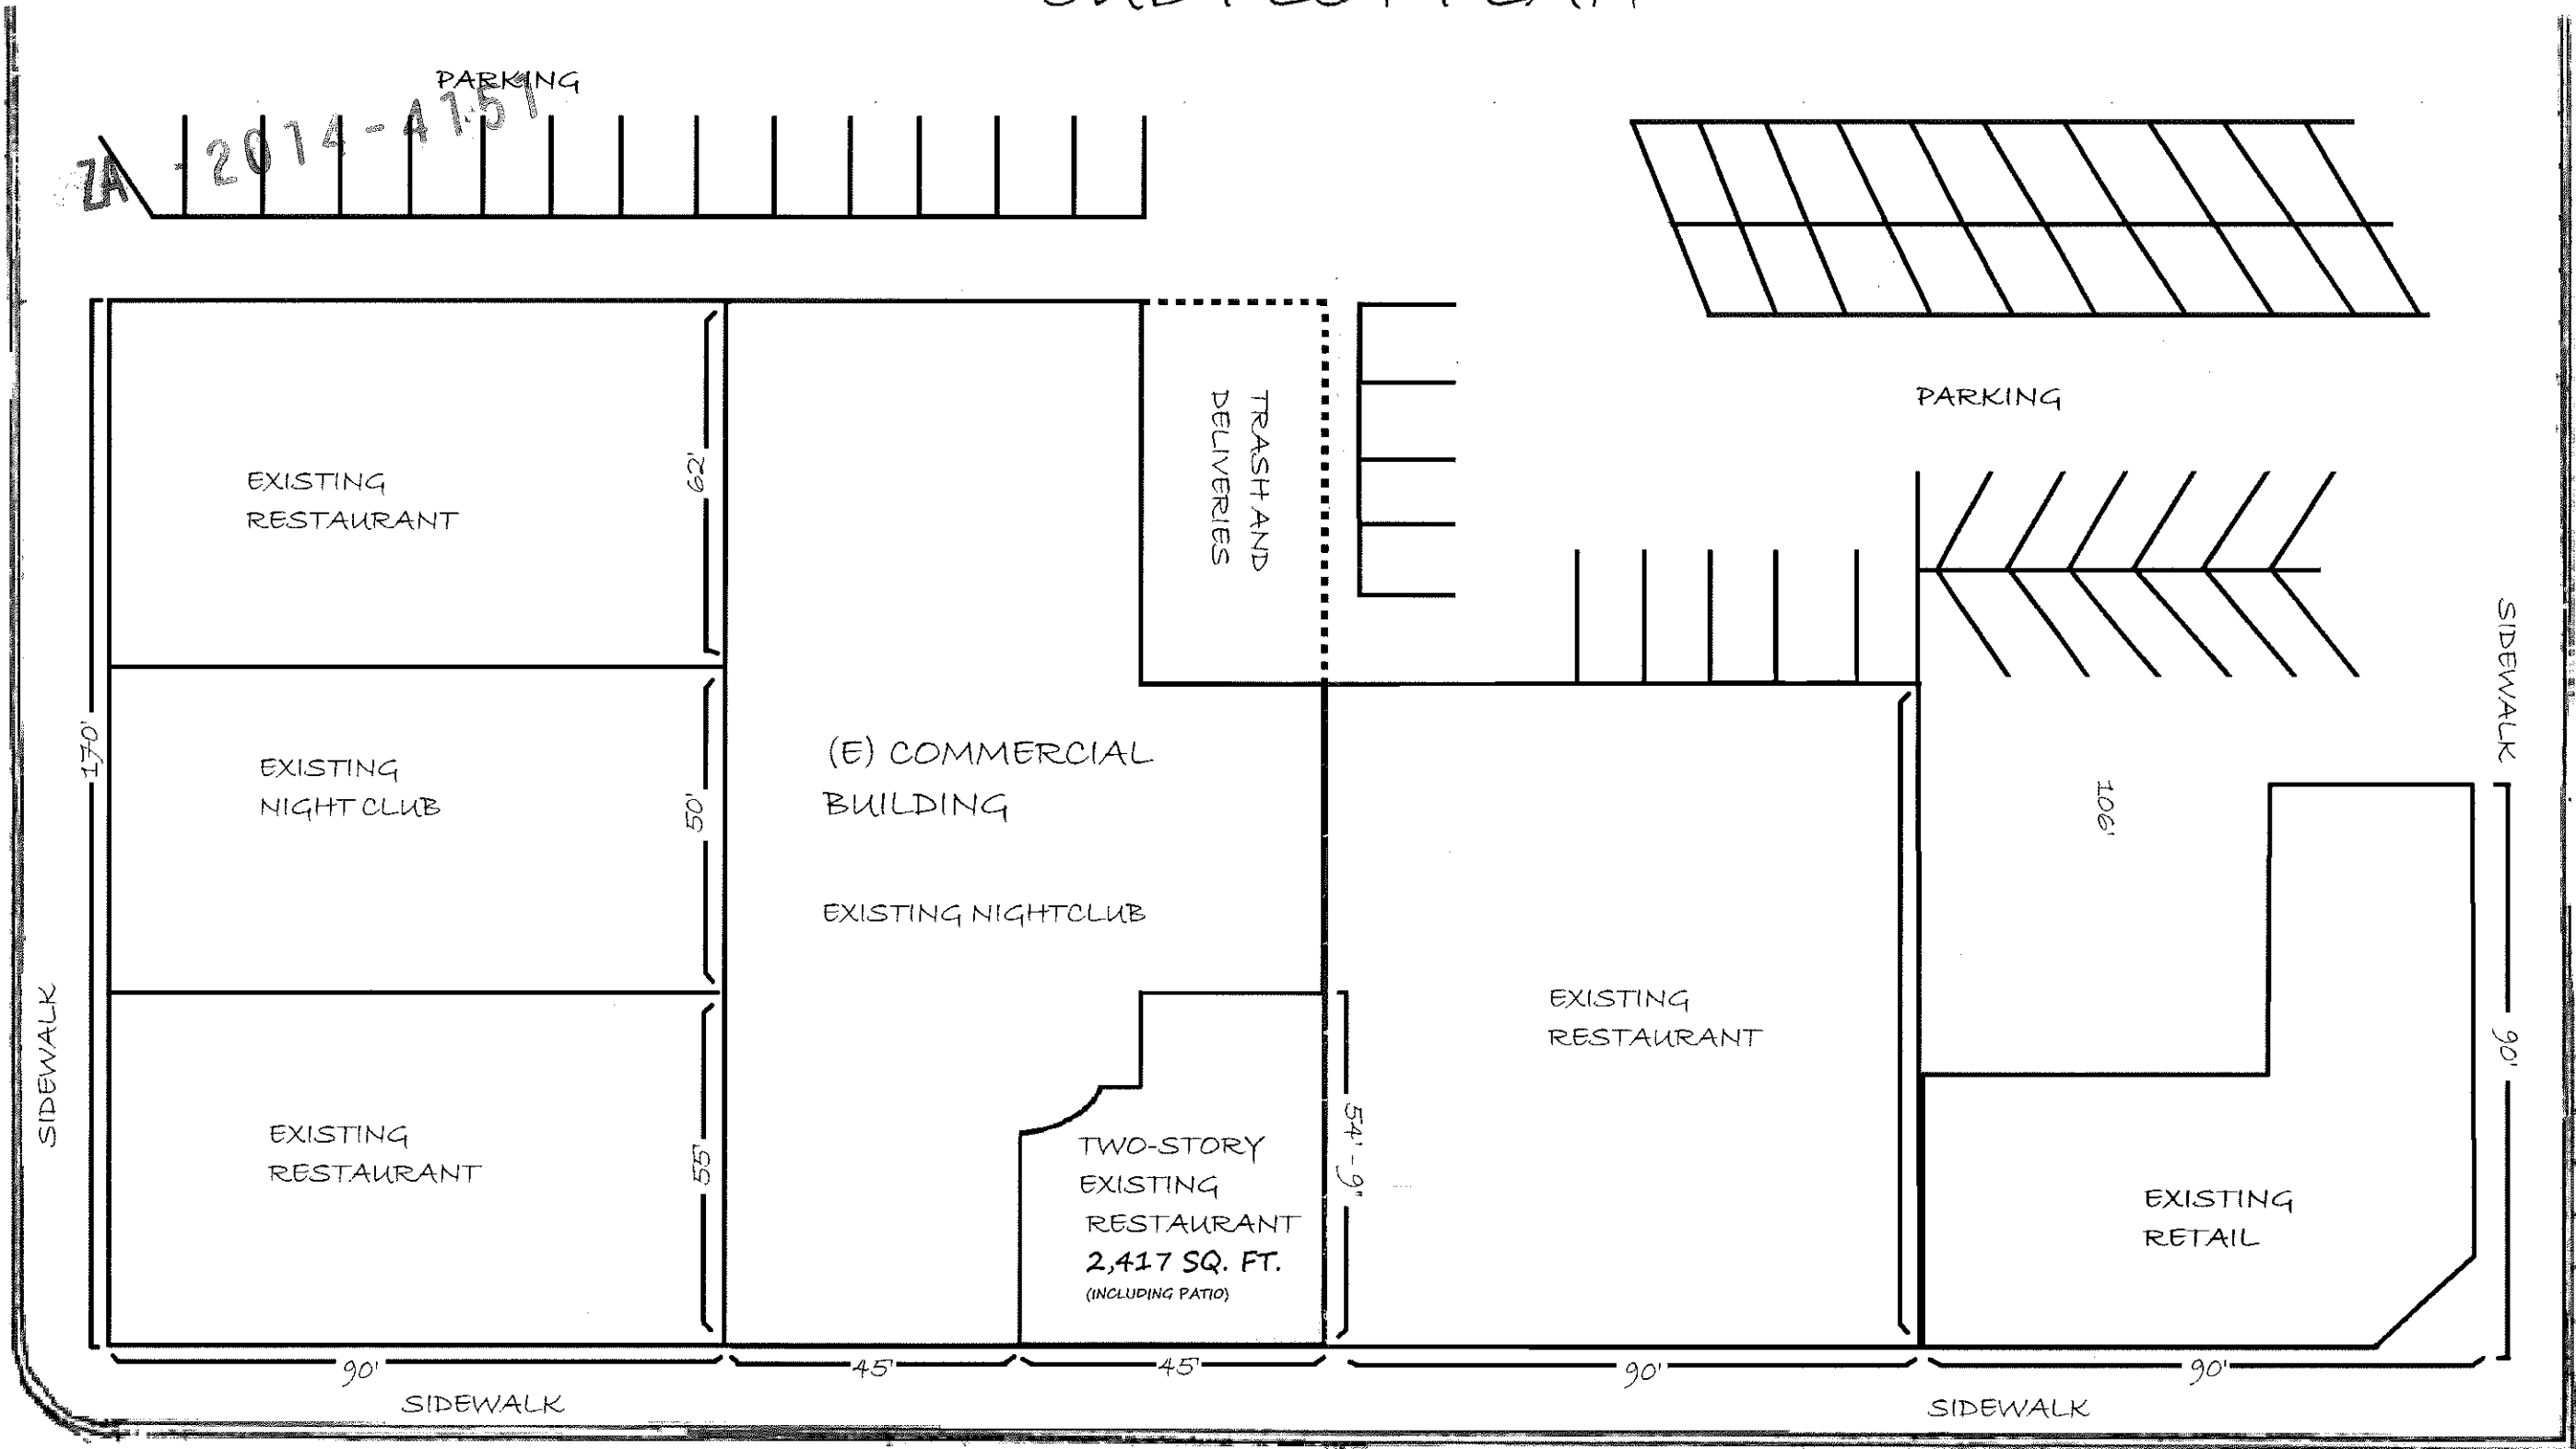 PARKING
ZA - 2014-4151
PARKING
TRASH AND
DELIVERIES
EXISTING
RESTAURANT
62'
SIDEWALK
170'
(E) COMMERCIAL
BUILDING
EXISTING
NIGHT CLUB
50'
106'
EXISTING NIGHTCLUB
EXISTING
RESTAURANT
SIDEWALK
90'
EXISTING
RESTAURANT
55'
TWO-STORY
EXISTING
RESTAURANT
2,417 SQ. FT.
(INCLUDING PATIO)
54'-9"
EXISTING
RETAIL
90'
45'
45'
90'
90'
SIDEWALK
SIDEWALK